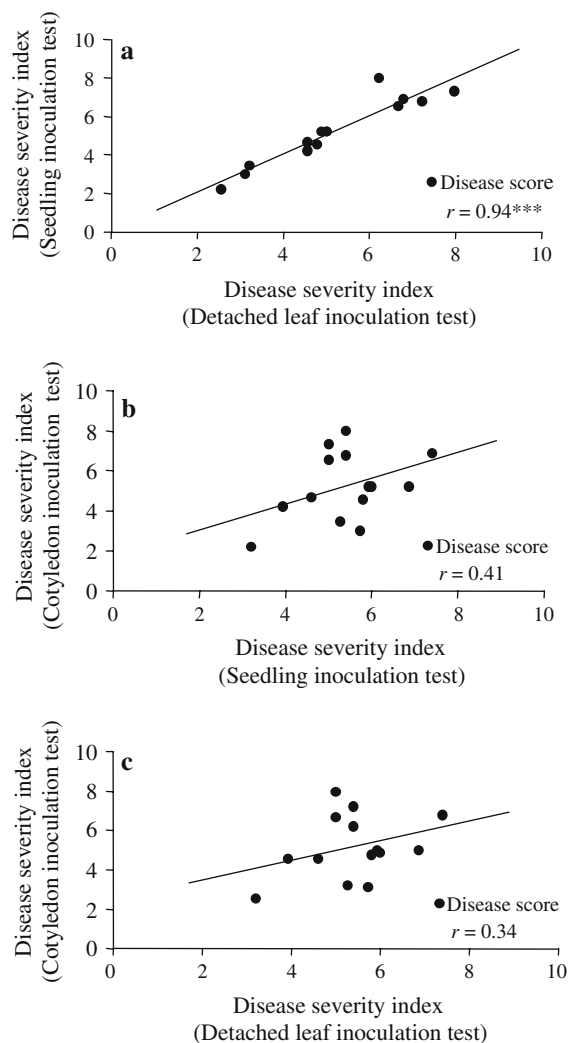 a
Disease severity index
(Seedling inoculation test)
10
8
6
4
2
0
Disease score
r = 0.94***
0 2 4 6 8 10
Disease severity index
(Detached leaf inoculation test)
b
Disease severity index
(Cotyledon inoculation test)
10
8
6
4
2
0
Disease score
r = 0.41
0 2 4 6 8 10
Disease severity index
(Seedling inoculation test)
c
Disease severity index
(Cotyledon inoculation test)
10
8
6
4
2
0
Disease score
r = 0.34
0 2 4 6 8 10
Disease severity index
(Detached leaf inoculation test)